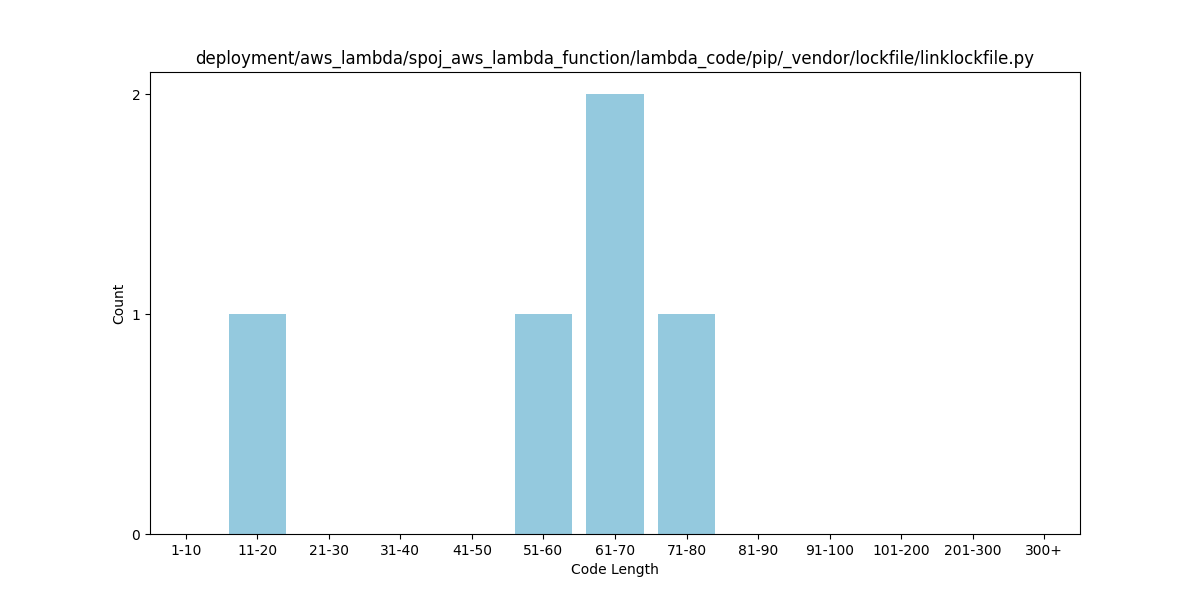 deployment/aws_lambda/spoj_aws_lambda_function/lambda_code/pip/_vendor/lockfile/linklockfile.py
2
1
0
Count
1-10 11-20 21-30 31-40 41-50 51-60 61-70 71-80 81-90 91-100 101-200 201-300 300+
Code Length